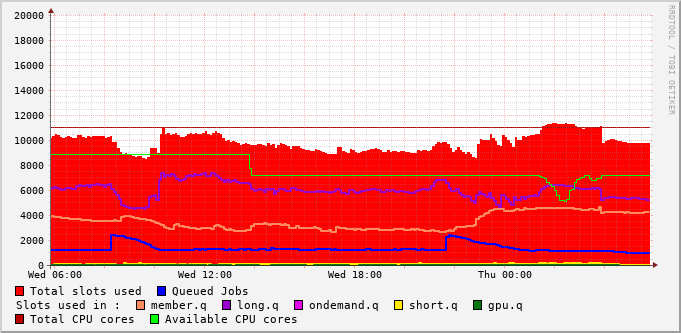 20000
18000
16000
14000
12000
10000
8000
6000
4000
2000
0
Wed 06:00 Wed 12:00 Wed 18:00 Thu 00:00
Total slots used Queued Jobs
Slots used in : member.q long.q ondemand.q short.q gpu.q
Total CPU cores Available CPU cores
RRDTOOL / TOBI OETIKER